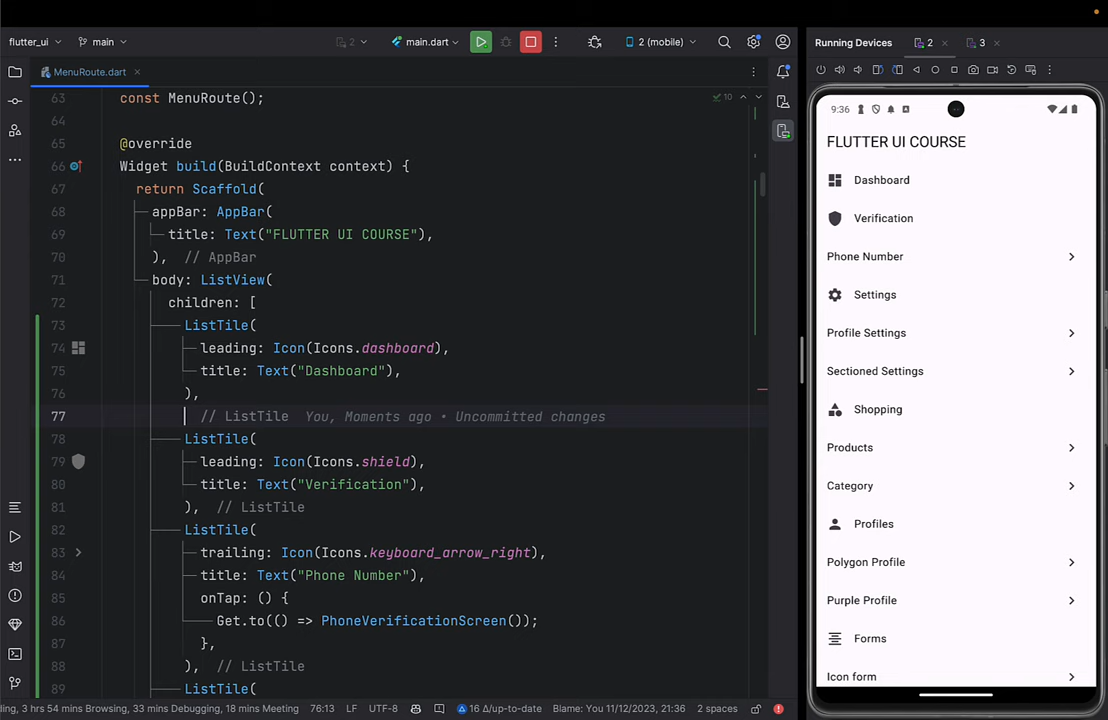 flutter_ui
main
2
main.dart
2 (mobile)
Running Devices
2
3
MenuRoute.dart
10
63 const MenuRoute();
64
65 @override
66 Widget build(BuildContext context) {
67 return Scaffold(
68 appBar: AppBar(
69 title: Text("FLUTTER UI COURSE"),
70 ), // AppBar
71 body: ListView(
72 children: [
73 ListTile(
74 leading: Icon(Icons.dashboard),
75 title: Text("Dashboard"),
76 ),
77 // ListTile You, Moments ago • Uncommitted changes
78 ListTile(
79 leading: Icon(Icons.shield),
80 title: Text("Verification"),
81 ), // ListTile
82 ListTile(
83 trailing: Icon(Icons.keyboard_arrow_right),
84 title: Text("Phone Number"),
85 onTap: () {
86 Get.to(() => PhoneVerificationScreen());
87 },
88 ), // ListTile
89 ListTile(
9:36
FLUTTER UI COURSE
Dashboard
Verification
Phone Number
Settings
Profile Settings
Sectioned Settings
Shopping
Products
Category
Profiles
Polygon Profile
Purple Profile
Forms
Icon form
ling, 3 hrs 54 mins Browsing, 33 mins Debugging, 18 mins Meeting 76:13 LF UTF-8 16 Δ/up-to-date Blame: You 11/12/2023, 21:36 2 spaces